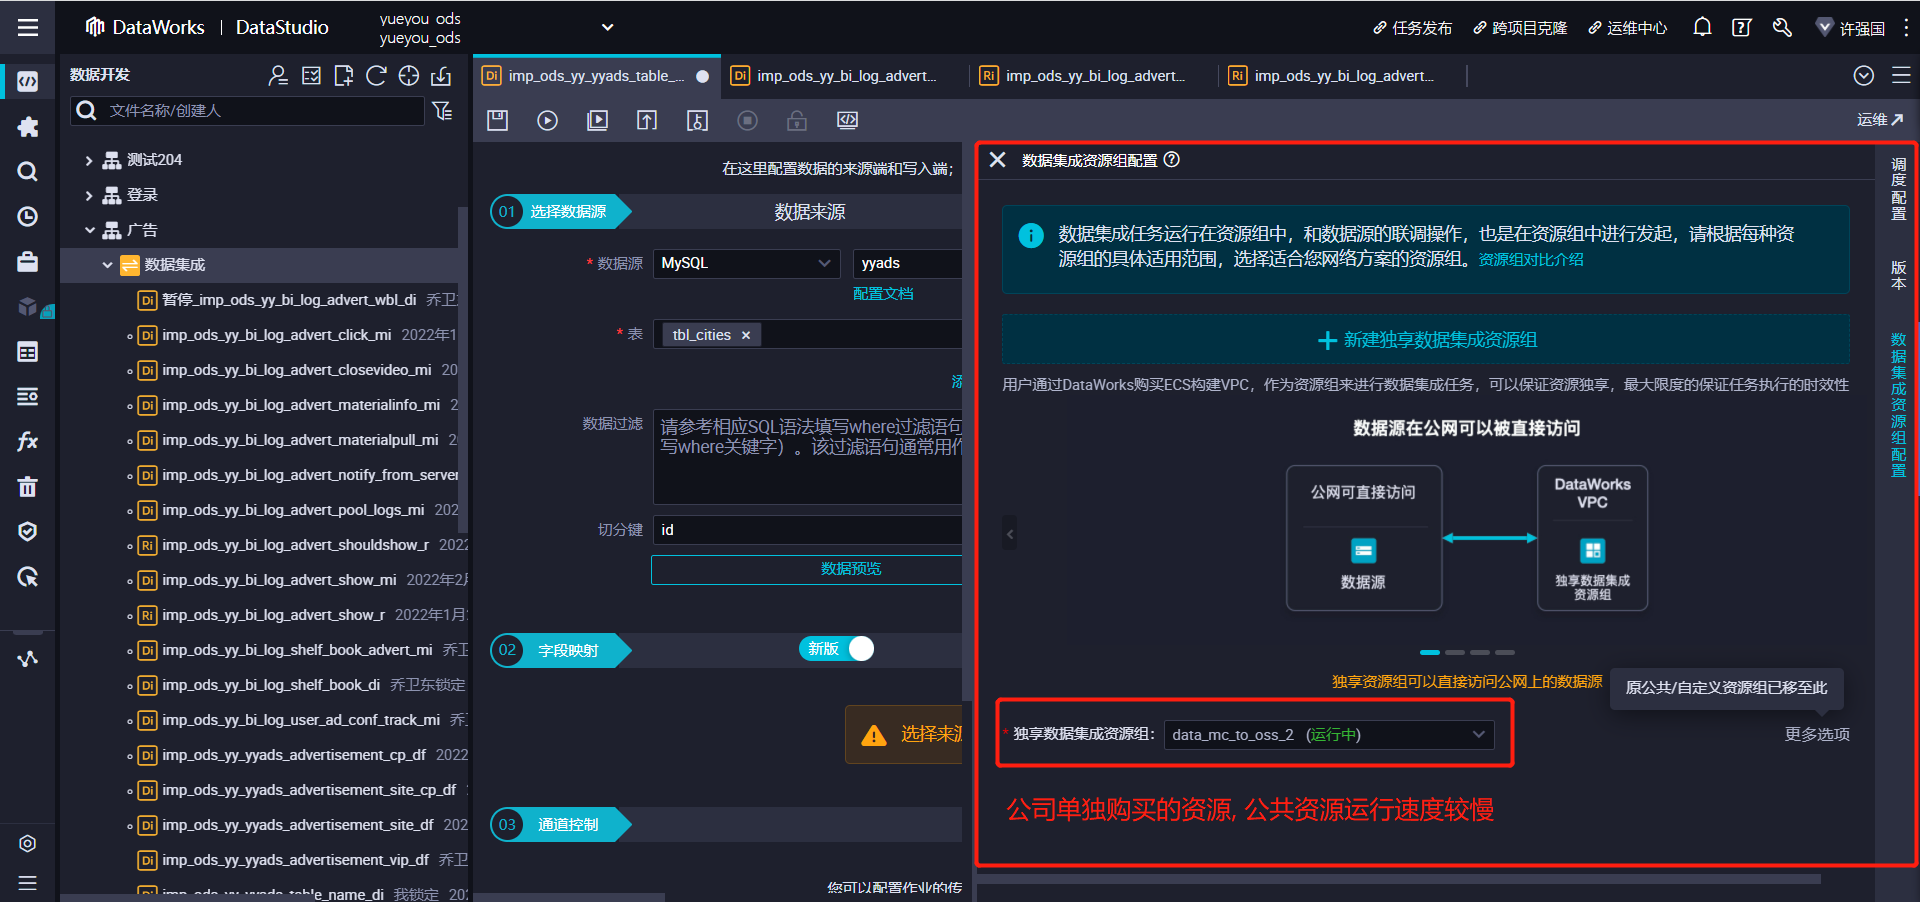 DataWorks | DataStudio
yueyou_ods
yueyou_ods
任务发布
跨项目克隆
运维中心
许强国
数据开发
文件名称/创建人
测试204
登录
广告
数据集成
Di 暂停_imp_ods_yy_bi_log_advert_wbl_di 乔卫
Di imp_ods_yy_bi_log_advert_click_mi 2022年1
Di imp_ods_yy_bi_log_advert_closevideo_mi 20
Di imp_ods_yy_bi_log_advert_materialinfo_mi 2
Di imp_ods_yy_bi_log_advert_materialpull_mi 20
Di imp_ods_yy_bi_log_advert_notify_from_server
Di imp_ods_yy_bi_log_advert_pool_logs_mi 202
Ri imp_ods_yy_bi_log_advert_shouldshow_r 2022
Di imp_ods_yy_bi_log_advert_show_mi 2022年2月
Ri imp_ods_yy_bi_log_advert_show_r 2022年1月
Di imp_ods_yy_bi_log_shelf_book_advert_mi 乔卫
Di imp_ods_yy_bi_log_shelf_book_di 乔卫东锁定
Di imp_ods_yy_bi_log_user_ad_conf_track_mi 乔
Di imp_ods_yy_yyads_advertisement_cp_df 2022
Di imp_ods_yy_yyads_advertisement_site_cp_df
Di imp_ods_yy_yyads_advertisement_site_df 202
Di imp_ods_yy_yyads_advertisement_vip_df 乔卫
Di imp_ods_yy_yyads_table_name_di 我锁定 202
Di imp_ods_yy_yyads_table_...
Di imp_ods_yy_bi_log_advert...
Ri imp_ods_yy_bi_log_advert...
Ri imp_ods_yy_bi_log_advert...
运维
在这里配置数据的来源端和写入端；
01 选择数据源
数据来源
* 数据源 MySQL yyads
配置文档
* 表 tbl_cities ×
添
数据过滤 请参考相应SQL语法填写where过滤语句
写where关键字）。该过滤语句通常用作
切分键 id
数据预览
02 字段映射
新版
选择来源
03 通道控制
您可以配置作业的传
数据集成资源组配置
数据集成任务运行在资源组中，和数据源的联调操作，也是在资源组中进行发起，请根据每种资
源组的具体适用范围，选择适合您网络方案的资源组。资源组对比介绍
+ 新建独享数据集成资源组
用户通过DataWorks购买ECS构建VPC，作为资源组来进行数据集成任务，可以保证资源独享，最大限度的保证任务执行的时效性
数据源在公网可以被直接访问
公网可直接访问
数据源
DataWorks
VPC
独享数据集成
资源组
独享资源组可以直接访问公网上的数据源
原公共/自定义资源组已移至此
* 独享数据集成资源组： data_mc_to_oss_2 (运行中)
更多选项
公司单独购买的资源, 公共资源运行速度较慢
调度配置
版本
数据集成资源组配置